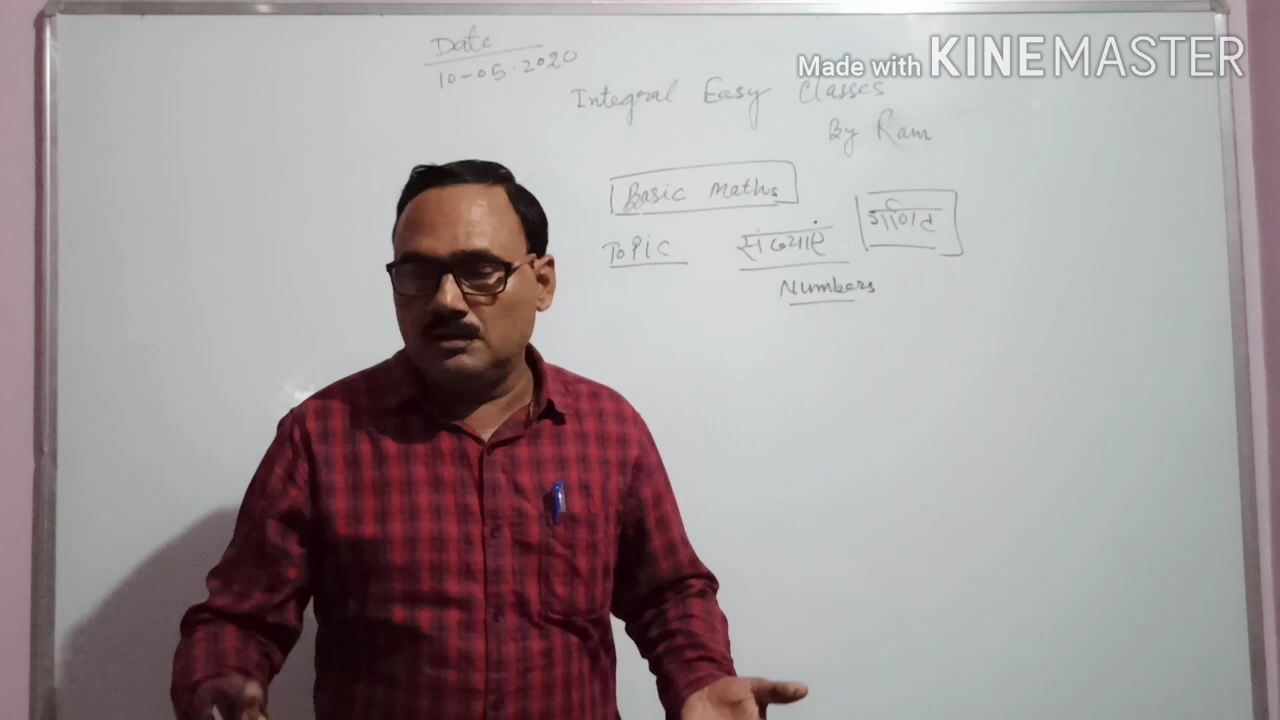 Made with KINEMASTER
Date
10-05.2020
Integral Easy Classes
By Ram
Basic Maths
Topic संख्याएं गणित
Numbers